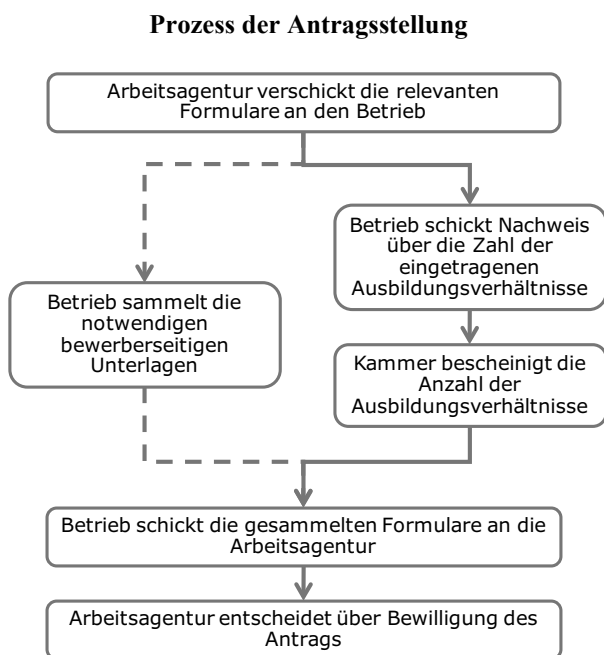 Prozess der Antragsstellung
Arbeitsagentur verschickt die relevanten
Formulare an den Betrieb
Betrieb schickt Nachweis
über die Zahl der
eingetragenen
Ausbildungsverhältnisse
Betrieb sammelt die
notwendigen
bewerberseitigen
Unterlagen
Kammer bescheinigt die
Anzahl der
Ausbildungsverhältnisse
Betrieb schickt die gesammelten Formulare an die
Arbeitsagentur
Arbeitsagentur entscheidet über Bewilligung des
Antrags